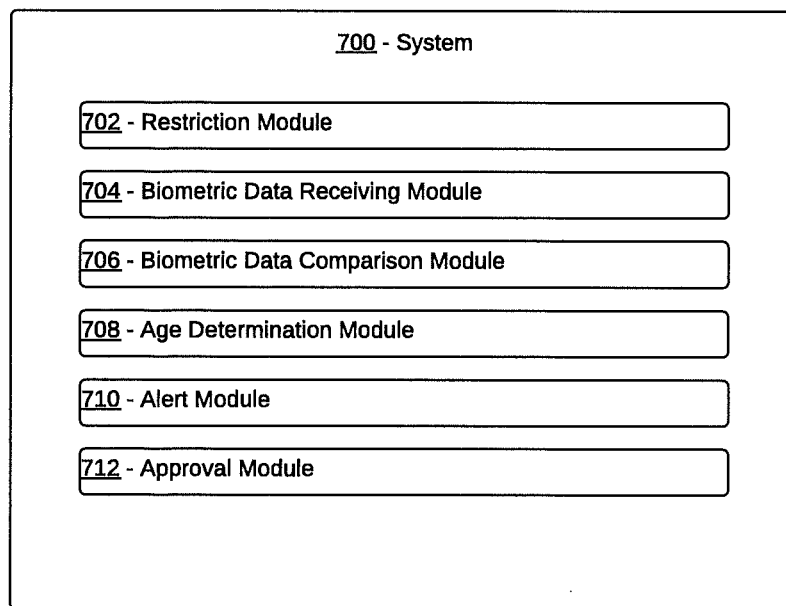 700 - System
702 - Restriction Module
704 - Biometric Data Receiving Module
706 - Biometric Data Comparison Module
708 - Age Determination Module
710 - Alert Module
712 - Approval Module